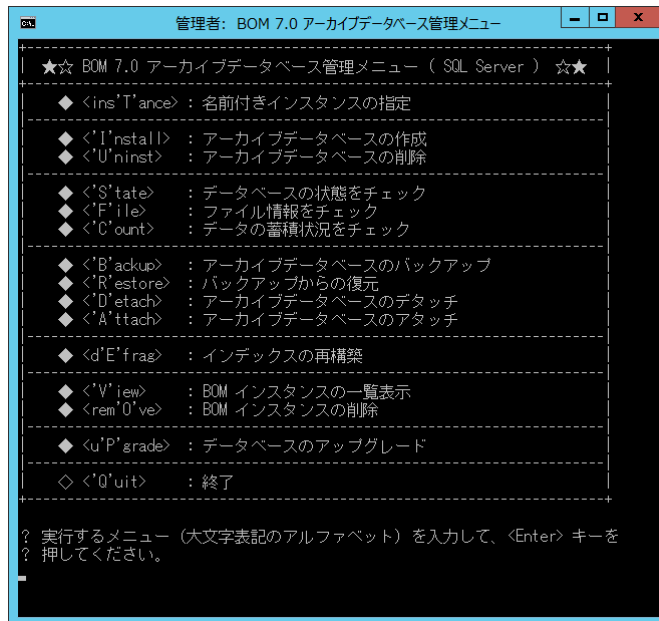 管理者: BOM 7.0 アーカイブデータベース管理メニュー
★☆ BOM 7.0 アーカイブデータベース管理メニュー ( SQL Server ) ☆★
◆ <ins'T'ance> : 名前付きインスタンスの指定
◆ <'I'nstall> : アーカイブデータベースの作成
◆ <'U'ninst> : アーカイブデータベースの削除
◆ <'S'tate> : データベースの状態をチェック
◆ <'F'ile> : ファイル情報をチェック
◆ <'C'ount> : データの蓄積状況をチェック
◆ <'B'ackup> : アーカイブデータベースのバックアップ
◆ <'R'estore> : バックアップからの復元
◆ <'D'etach> : アーカイブデータベースのデタッチ
◆ <'A'ttach> : アーカイブデータベースのアタッチ
◆ <d'E'frag> : インデックスの再構築
◆ <'V'iew> : BOM インスタンスの一覧表示
◆ <rem'O've> : BOM インスタンスの削除
◆ <u'P'grade> : データベースのアップグレード
◇ <'Q'uit> : 終了
? 実行するメニュー（大文字表記のアルファベット）を入力して、<Enter> キーを
? 押してください。